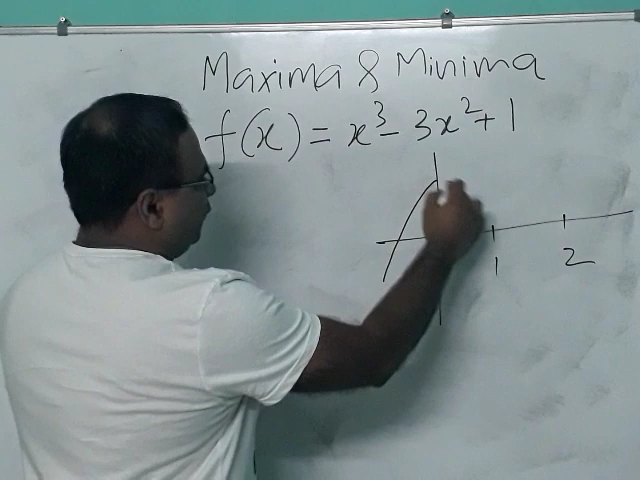 Maxima & Minima
f(x) = x³ - 3x² + 1
1 2